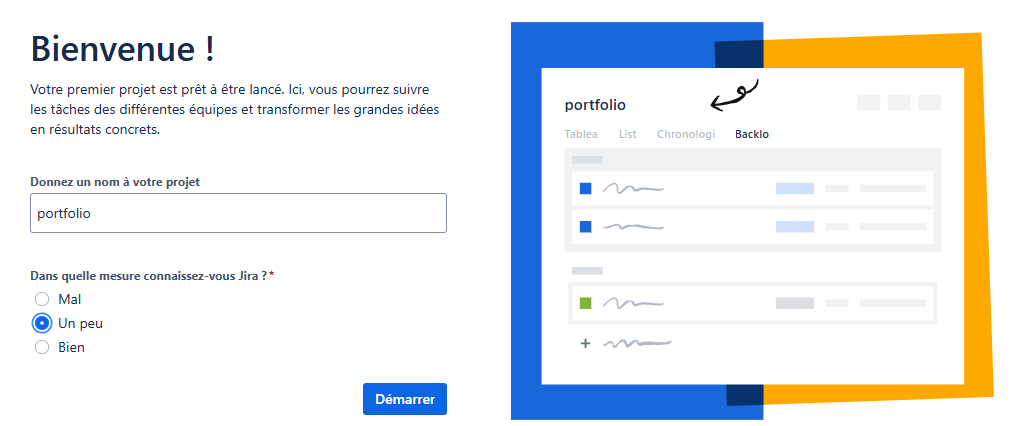 Bienvenue !
Votre premier projet est prêt à être lancé. Ici, vous pourrez suivre
les tâches des différentes équipes et transformer les grandes idées
en résultats concrets.
Donnez un nom à votre projet
portfolio
Dans quelle mesure connaissez-vous Jira ?*
Mal
Un peu
Bien
Démarrer
portfolio
Tablea List Chronologi Backlo